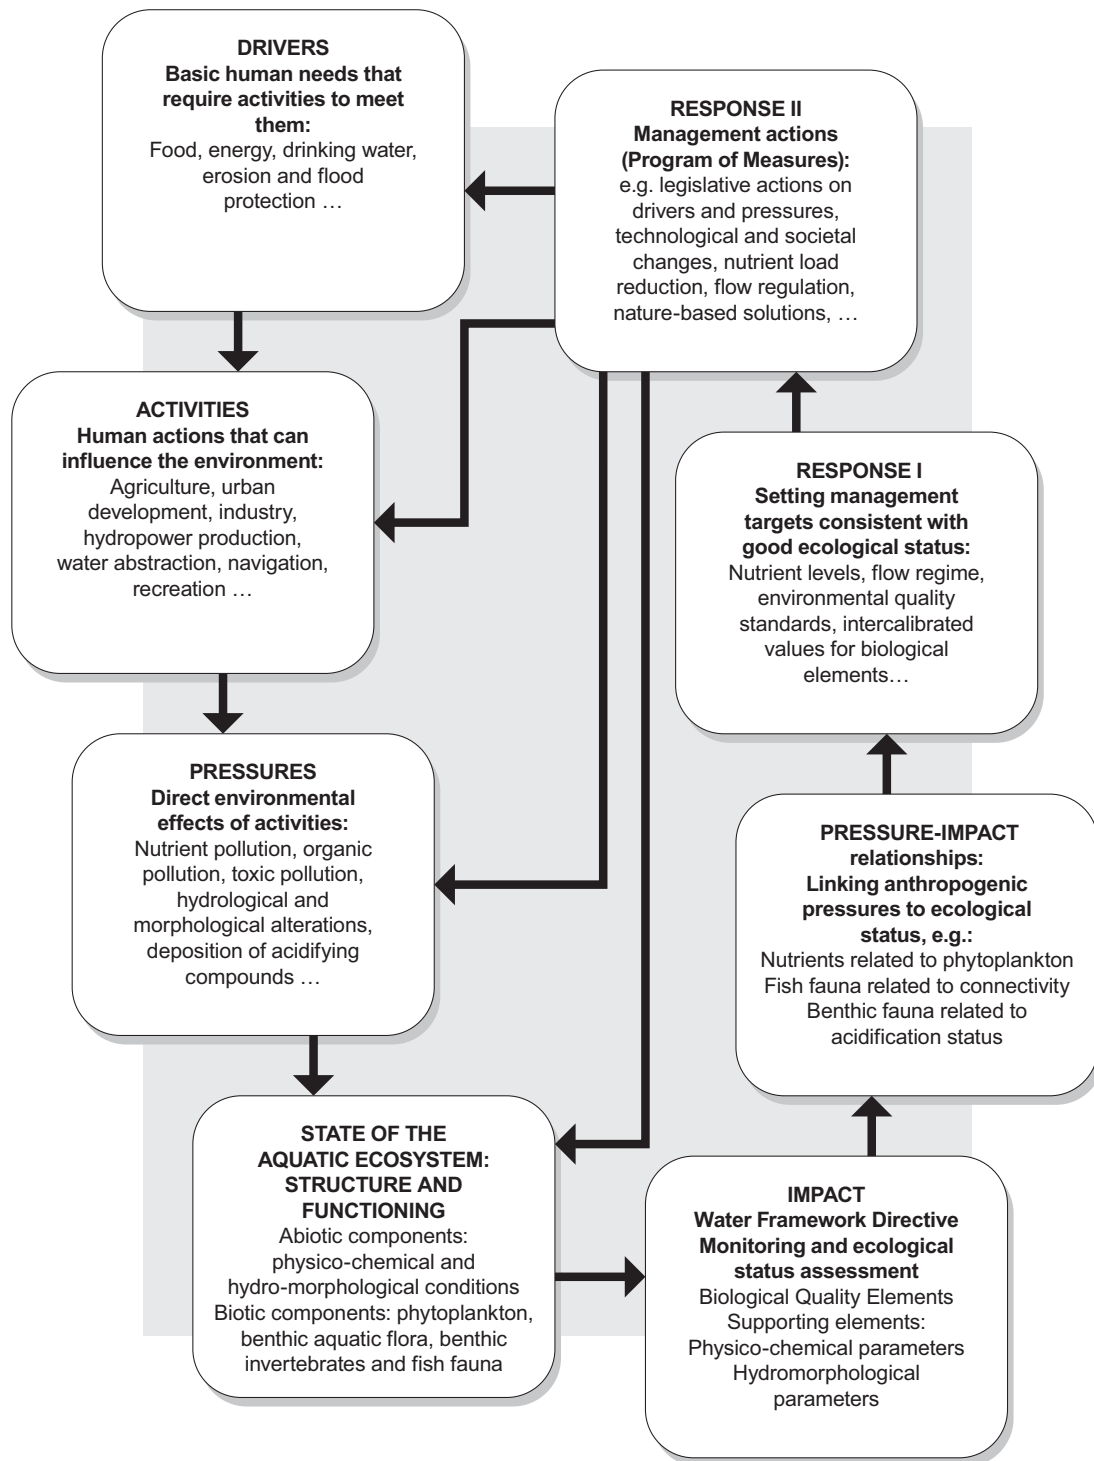 DRIVERS
Basic human needs that
require activities to meet
them:
Food, energy, drinking water,
erosion and flood
protection …
RESPONSE II
Management actions
(Program of Measures):
e.g. legislative actions on
drivers and pressures,
technological and societal
changes, nutrient load
reduction, flow regulation,
nature-based solutions, …
ACTIVITIES
Human actions that can
influence the environment:
Agriculture, urban
development, industry,
hydropower production,
water abstraction, navigation,
recreation …
RESPONSE I
Setting management
targets consistent with
good ecological status:
Nutrient levels, flow regime,
environmental quality
standards, intercalibrated
values for biological
elements…
PRESSURES
Direct environmental
effects of activities:
Nutrient pollution, organic
pollution, toxic pollution,
hydrological and
morphological alterations,
deposition of acidifying
compounds …
PRESSURE-IMPACT
relationships:
Linking anthropogenic
pressures to ecological
status, e.g.:
Nutrients related to phytoplankton
Fish fauna related to connectivity
Benthic fauna related to
acidification status
STATE OF THE
AQUATIC ECOSYSTEM:
STRUCTURE AND
FUNCTIONING
Abiotic components:
physico-chemical and
hydro-morphological conditions
Biotic components: phytoplankton,
benthic aquatic flora, benthic
invertebrates and fish fauna
IMPACT
Water Framework Directive
Monitoring and ecological
status assessment
Biological Quality Elements
Supporting elements:
Physico-chemical parameters
Hydromorphological
parameters